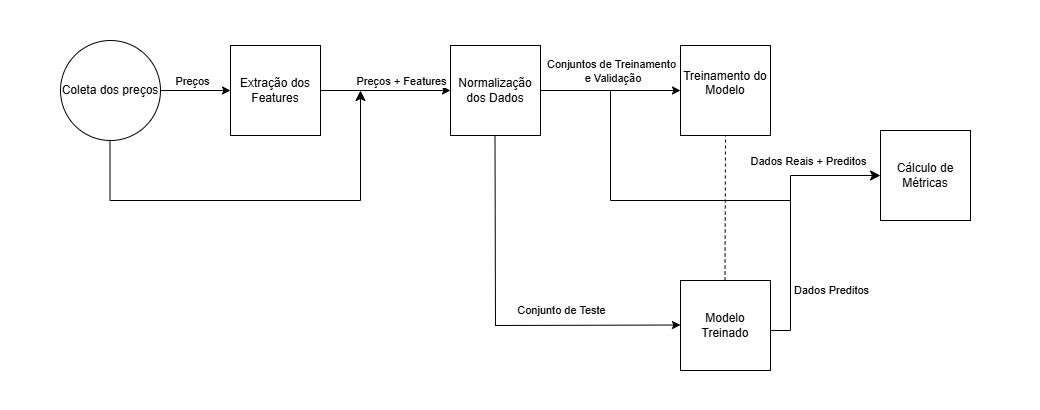 Coleta dos preços
Preços
Extração dos
Features
Preços + Features
Normalização
dos Dados
Conjuntos de Treinamento
e Validação
Treinamento do
Modelo
Dados Reais + Preditos
Cálculo de
Métricas
Conjunto de Teste
Modelo
Treinado
Dados Preditos